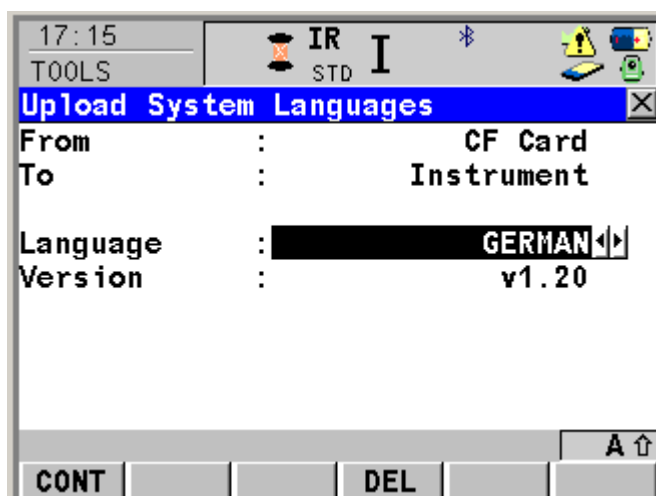 17:15
TOOLS
IR
STD
I
Upload System Languages
From : CF Card
To : Instrument
Language : GERMAN
Version : v1.20
A ⇧
CONT DEL